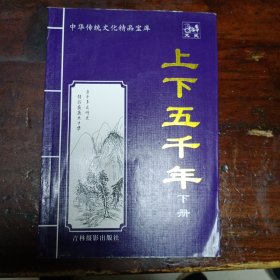 中华传统文化精品宝库
上下五千年
下册
吉林摄影出版社